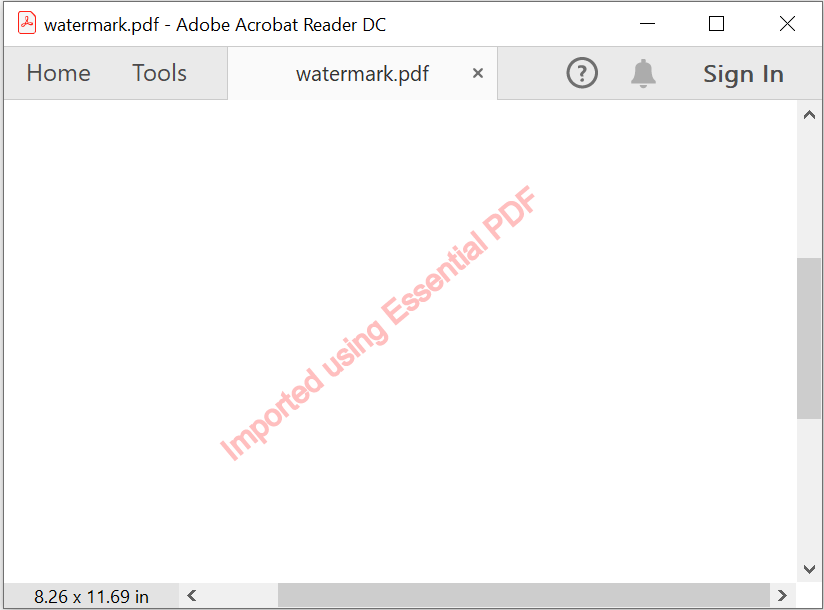 watermark.pdf - Adobe Acrobat Reader DC
Home Tools watermark.pdf × ? Sign In
Imported using Essential PDF
8.26 x 11.69 in